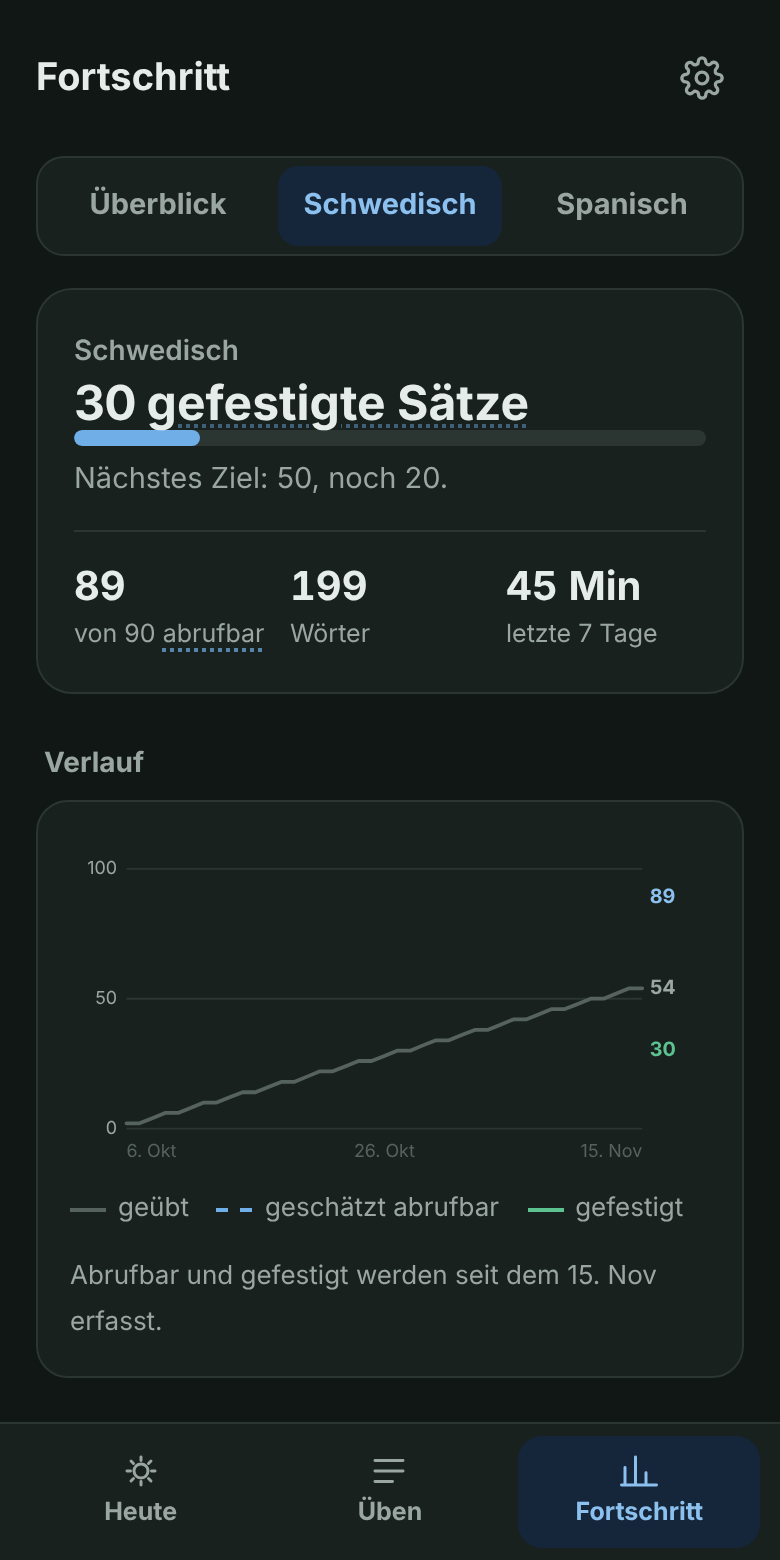 Fortschritt
Überblick Schwedisch Spanisch
Schwedisch
30 gefestigte Sätze
Nächstes Ziel: 50, noch 20.
89 199 45 Min
von 90 abrufbar Wörter letzte 7 Tage
Verlauf
100
89
50
54
30
0
6. Okt 26. Okt 15. Nov
geübt geschätzt abrufbar gefestigt
Abrufbar und gefestigt werden seit dem 15. Nov
erfasst.
Heute Üben Fortschritt